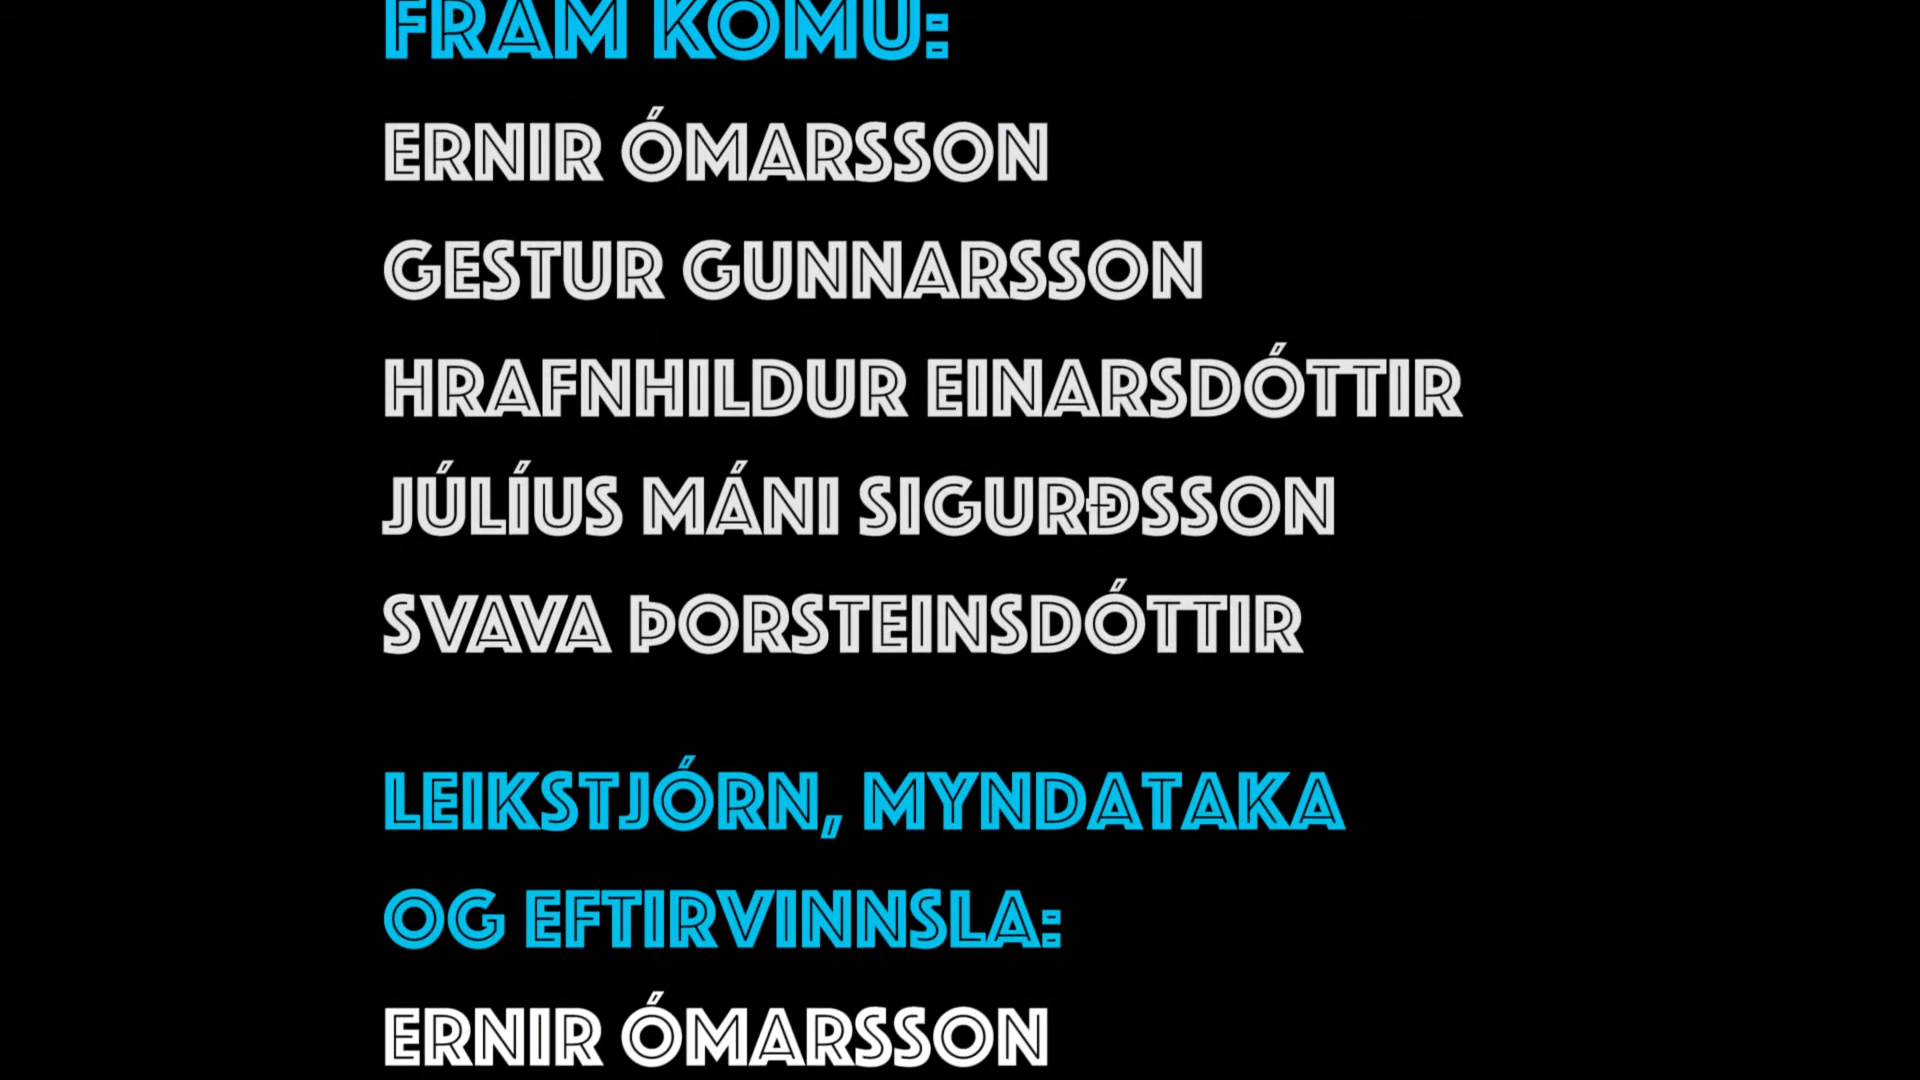 FRAM KOMU:
ERNIR ÓMARSSON
GESTUR GUNNARSSON
HRAFNHILDUR EINARSDÓTTIR
JÚLÍUS MÁNI SIGURÐSSON
SVAVA ÞORSTEINSDÓTTIR
LEIKSTJÓRN, MYNDATAKA
OG EFTIRVINNSLA:
ERNIR ÓMARSSON